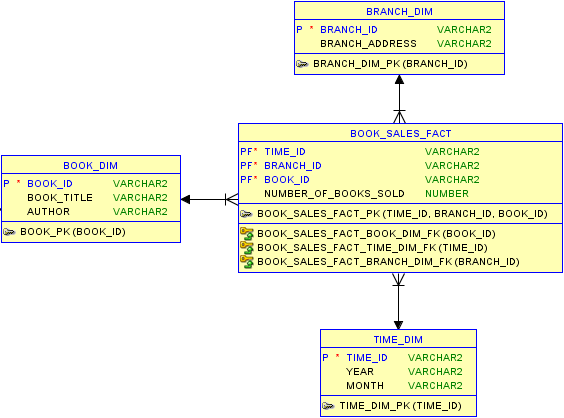 BRANCH_DIM
P * BRANCH_ID VARCHAR2
BRANCH_ADDRESS VARCHAR2
BRANCH_DIM_PK (BRANCH_ID)
BOOK_SALES_FACT
PF* TIME_ID VARCHAR2
PF* BRANCH_ID VARCHAR2
PF* BOOK_ID VARCHAR2
NUMBER_OF_BOOKS_SOLD NUMBER
BOOK_SALES_FACT_PK (TIME_ID, BRANCH_ID, BOOK_ID)
BOOK_SALES_FACT_BOOK_DIM_FK (BOOK_ID)
BOOK_SALES_FACT_TIME_DIM_FK (TIME_ID)
BOOK_SALES_FACT_BRANCH_DIM_FK (BRANCH_ID)
BOOK_DIM
P * BOOK_ID VARCHAR2
BOOK_TITLE VARCHAR2
AUTHOR VARCHAR2
BOOK_PK (BOOK_ID)
TIME_DIM
P * TIME_ID VARCHAR2
YEAR VARCHAR2
MONTH VARCHAR2
TIME_DIM_PK (TIME_ID)